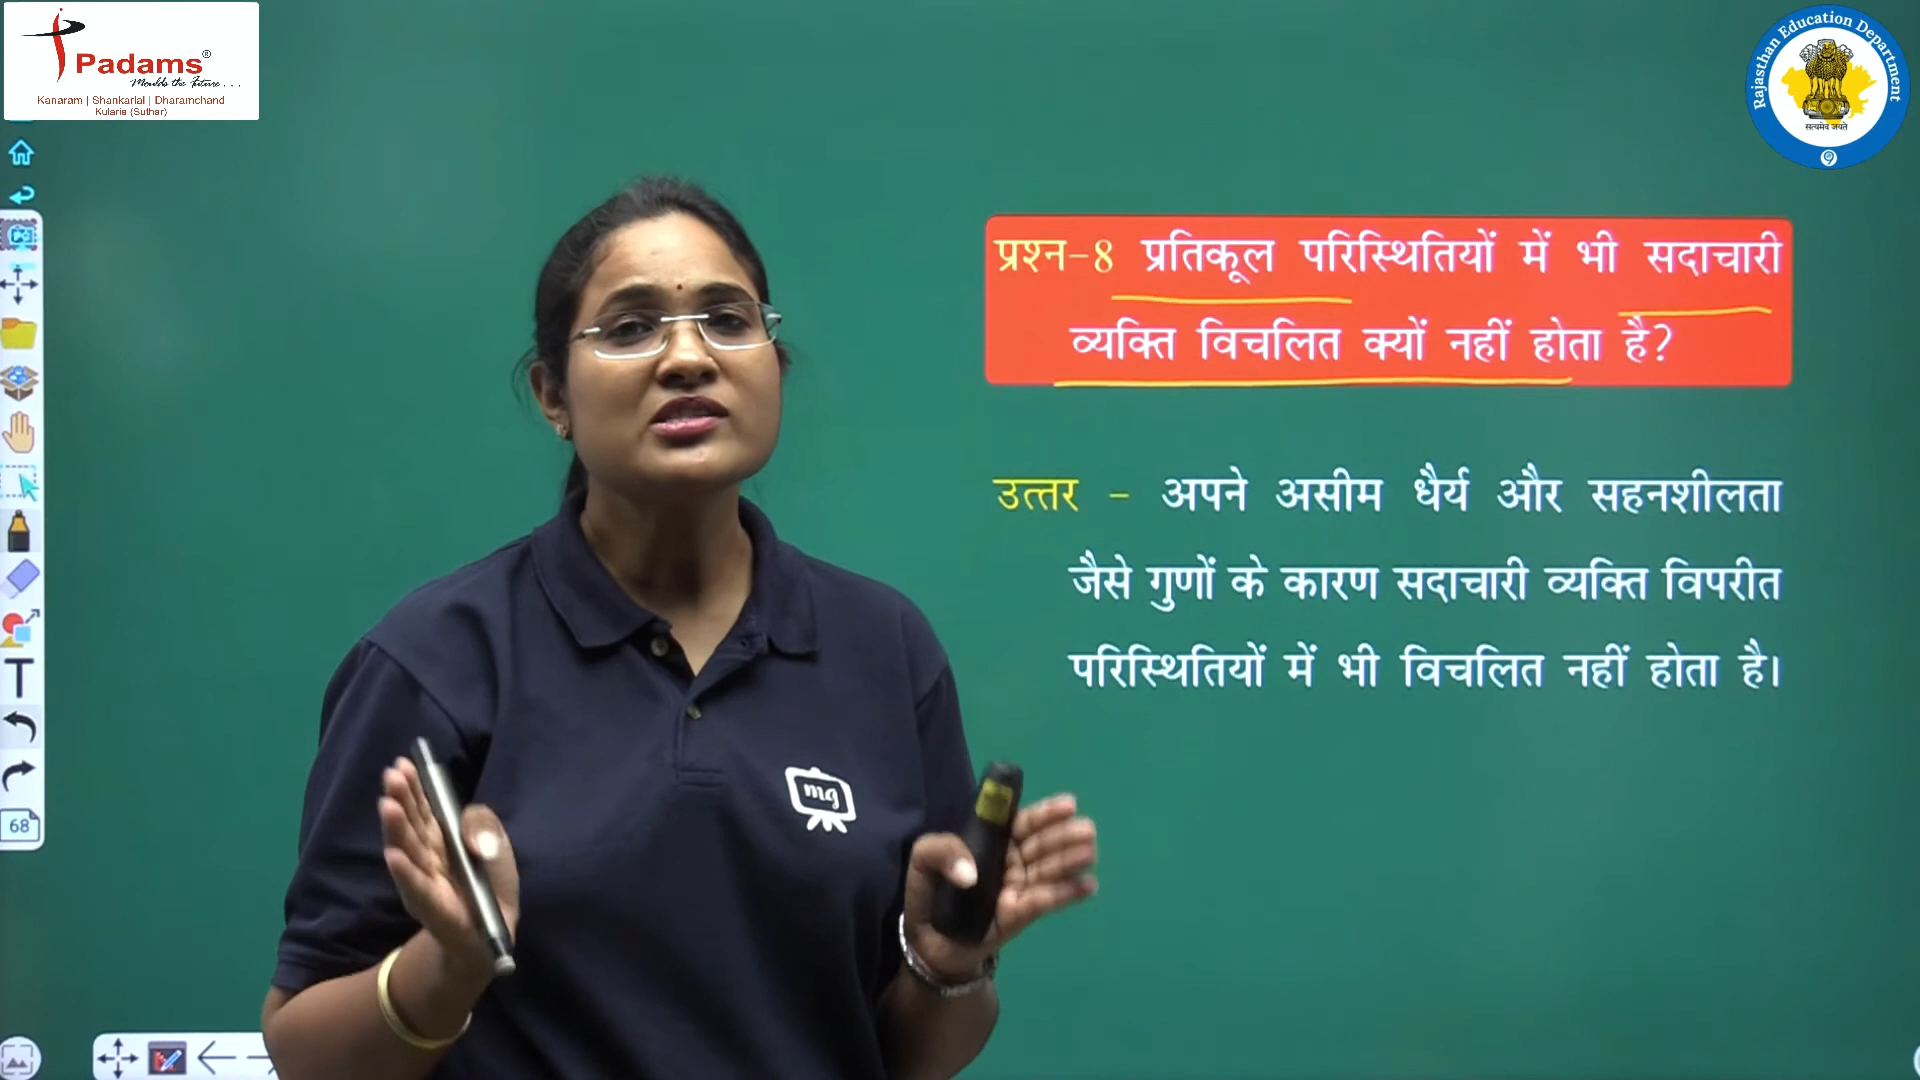 Padams®
Moulds the Future . . .
Kanaram | Shankarlal | Dharamchand
Kularia (Suthar)
Rajasthan Education Department
सत्यमेव जयते
प्रश्न-8 प्रतिकूल परिस्थितियों में भी सदाचारी
व्यक्ति विचलित क्यों नहीं होता है?
उत्तर - अपने असीम धैर्य और सहनशीलता
जैसे गुणों के कारण सदाचारी व्यक्ति विपरीत
परिस्थितियों में भी विचलित नहीं होता है।
mg
T
68